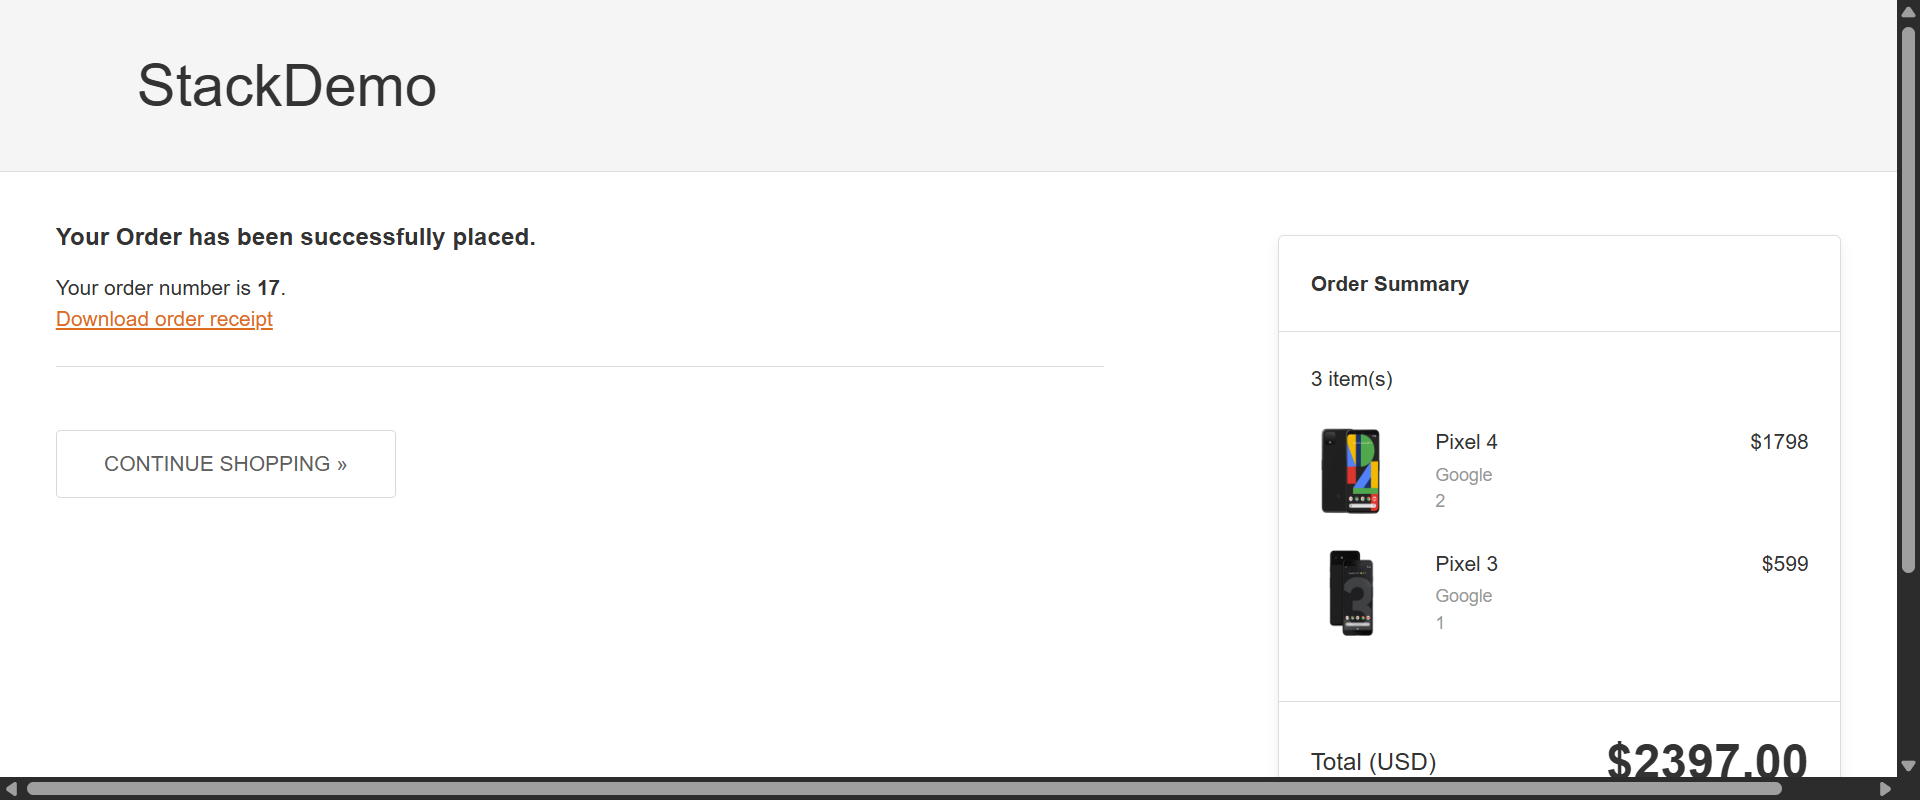 StackDemo
Your Order has been successfully placed.
Your order number is 17.
Download order receipt
CONTINUE SHOPPING »
Order Summary
3 item(s)
Pixel 4 $1798
Google
2
Pixel 3 $599
Google
1
Total (USD) $2397.00